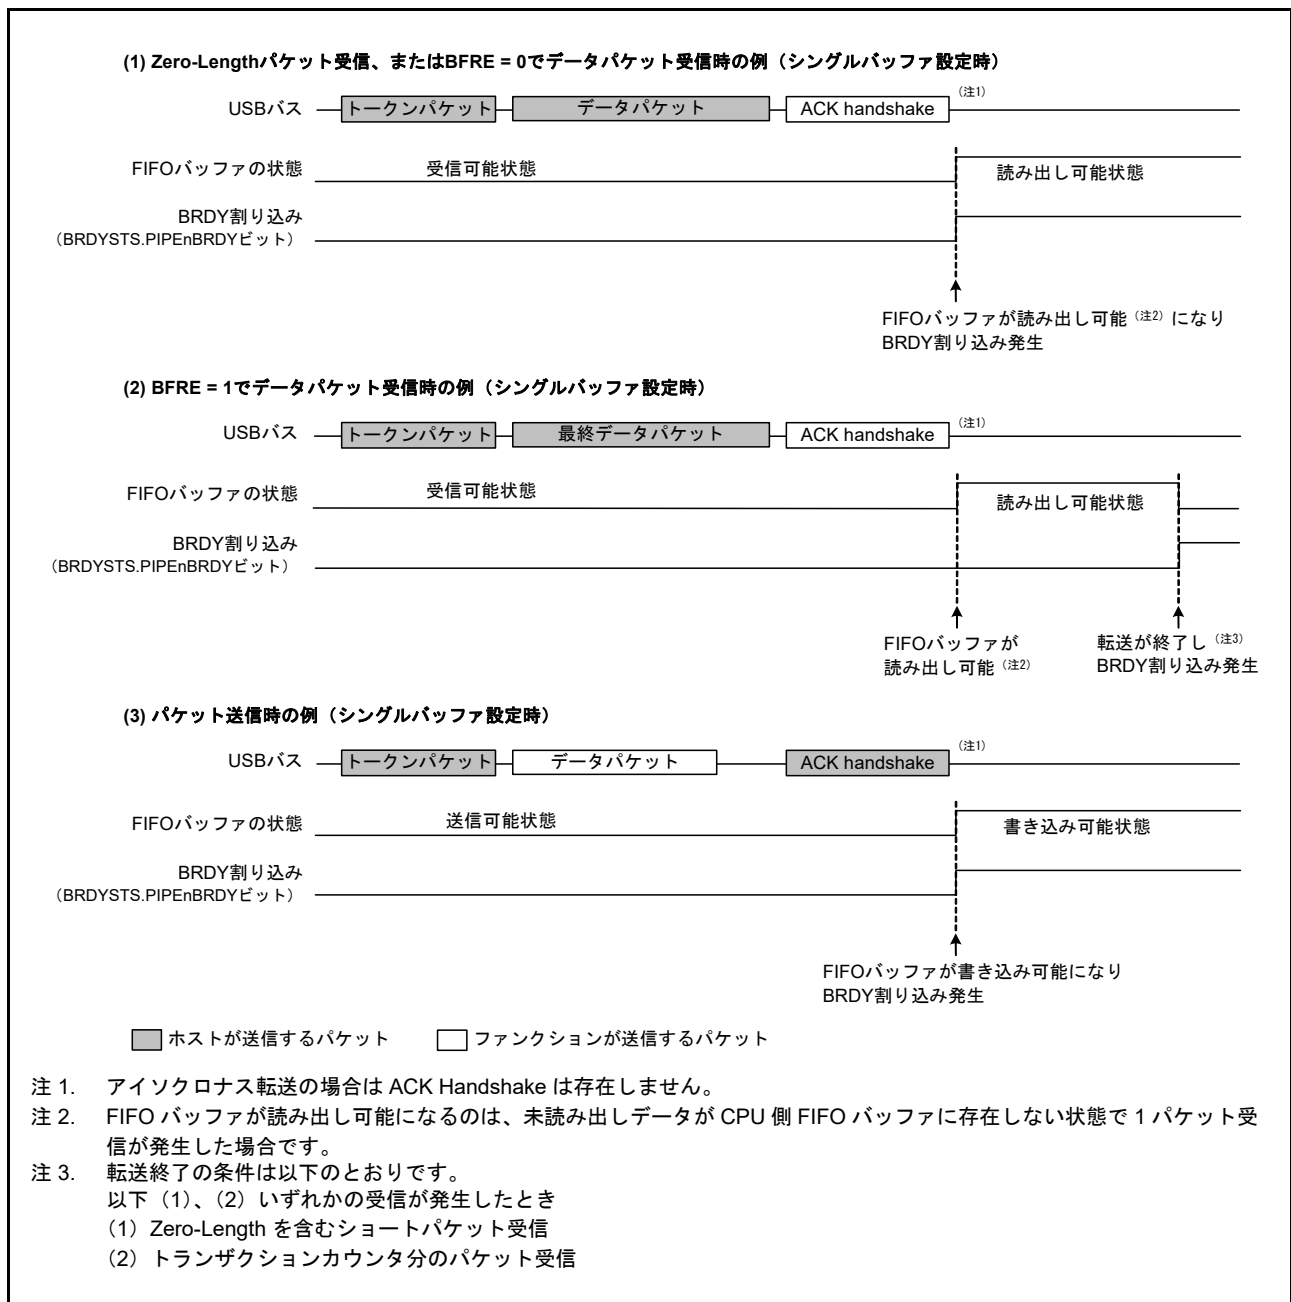 (1) Zero-Lengthパケット受信、またはBFRE = 0でデータパケット受信時の例（シングルバッファ設定時）
USBバス トークンパケット データパケット ACK handshake （注1）
FIFOバッファの状態 受信可能状態 読み出し可能状態
BRDY割り込み
（BRDYSTS.PIPEnBRDYビット）
FIFOバッファが読み出し可能（注2）になり
BRDY割り込み発生
(2) BFRE = 1でデータパケット受信時の例（シングルバッファ設定時）
USBバス トークンパケット 最終データパケット ACK handshake （注1）
FIFOバッファの状態 受信可能状態 読み出し可能状態
BRDY割り込み
（BRDYSTS.PIPEnBRDYビット）
FIFOバッファが 転送が終了し（注3）
読み出し可能（注2） BRDY割り込み発生
(3) パケット送信時の例（シングルバッファ設定時）
USBバス トークンパケット データパケット ACK handshake （注1）
FIFOバッファの状態 送信可能状態 書き込み可能状態
BRDY割り込み
（BRDYSTS.PIPEnBRDYビット）
FIFOバッファが書き込み可能になり
BRDY割り込み発生
ホストが送信するパケット ファンクションが送信するパケット
注 1. アイソクロナス転送の場合は ACK Handshake は存在しません。
注 2. FIFO バッファが読み出し可能になるのは、未読み出しデータが CPU 側 FIFO バッファに存在しない状態で 1 パケット受
信が発生した場合です。
注 3. 転送終了の条件は以下のとおりです。
以下（1）、（2）いずれかの受信が発生したとき
（1）Zero-Length を含むショートパケット受信
（2）トランザクションカウンタ分のパケット受信